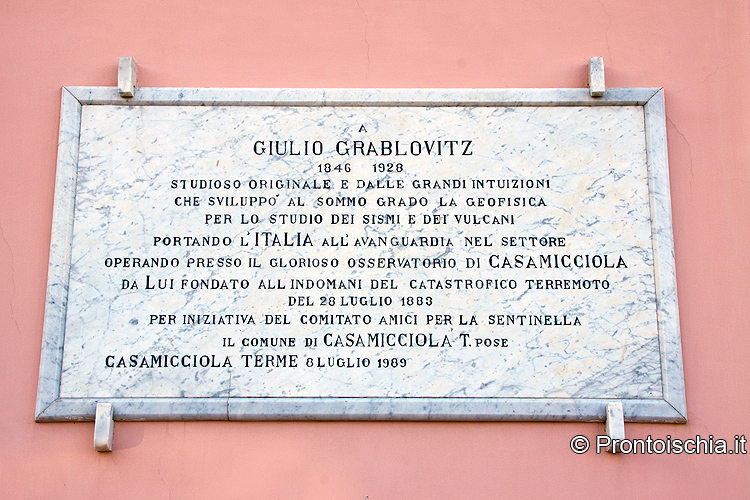 A
GIULIO GRABLOVITZ
1846 1928
STUDIOSO ORIGINALE E DALLE GRANDI INTUIZIONI
CHE SVILUPPO' AL SOMMO GRADO LA GEOFISICA
PER LO STUDIO DEI SISMI E DEI VULCANI
PORTANDO L'ITALIA ALL'AVANGUARDIA NEL SETTORE
OPERANDO PRESSO IL GLORIOSO OSSERVATORIO DI CASAMICCIOLA
DA LUI FONDATO ALL INDOMANI DEL CATASTROFICO TERREMOTO
DEL 28 LUGLIO 1883
PER INIZIATIVA DEL COMITATO AMICI PER LA SENTINELLA
IL COMUNE DI CASAMICCIOLA T. POSE
CASAMICCIOLA TERME 8 LUGLIO 1989
© Prontoischia.it